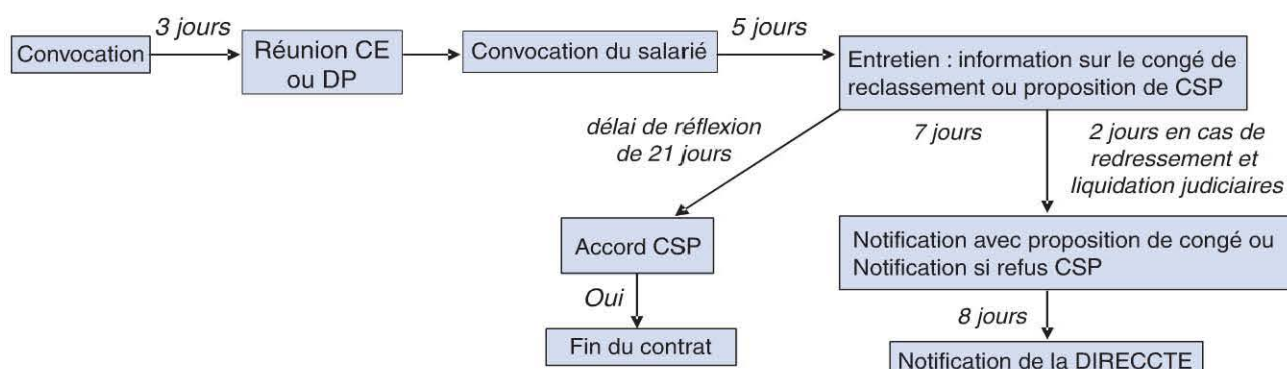 Convocation
3 jours
Réunion CE
ou DP
Convocation du salarié
5 jours
Entretien : information sur le congé de
reclassement ou proposition de CSP
délai de réflexion
de 21 jours
7 jours
2 jours en cas de
redressement et
liquidation judiciaires
Accord CSP
Oui
Fin du contrat
Notification avec proposition de congé ou
Notification si refus CSP
8 jours
Notification de la DIRECCTE